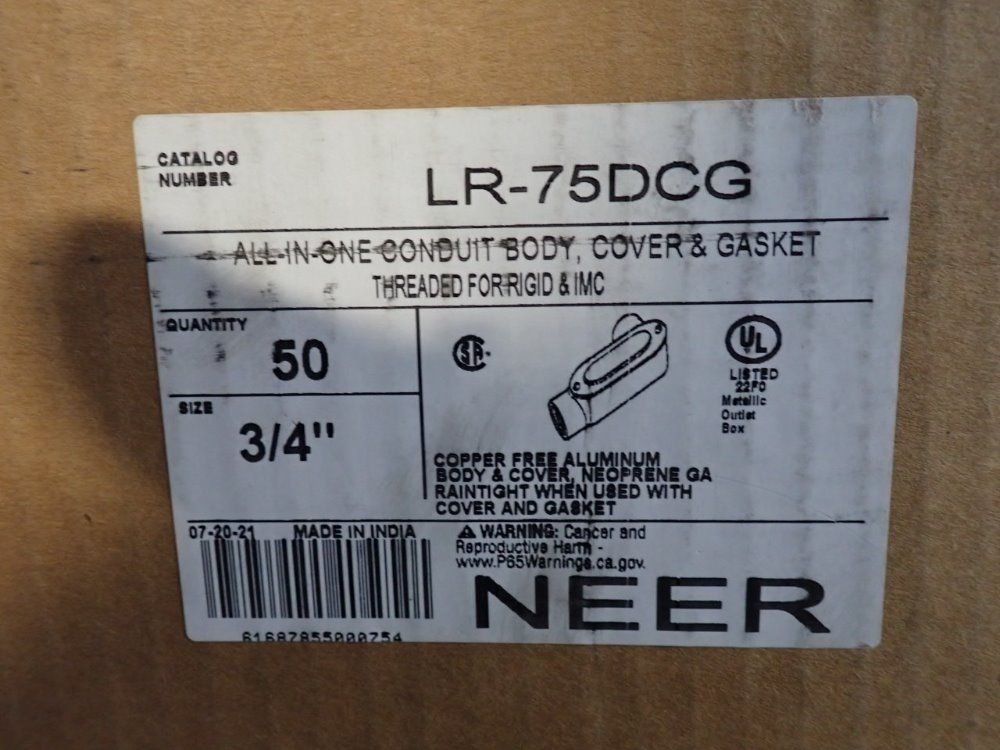 CATALOG
NUMBER
LR-75DCG
ALL-IN-ONE CONDUIT BODY, COVER & GASKET
THREADED FOR RIGID & IMC
QUANTITY
50
SIZE
3/4"
SA
UL
LISTED
22F0
Metallic
Outlet
Box
COPPER FREE ALUMINUM
BODY & COVER, NEOPRENE GA
RAINTIGHT WHEN USED WITH
COVER AND GASKET
07-20-21 MADE IN INDIA
WARNING: Cancer and
Reproductive Harm -
www.P65Warnings.ca.gov.
61687855000754
NEER